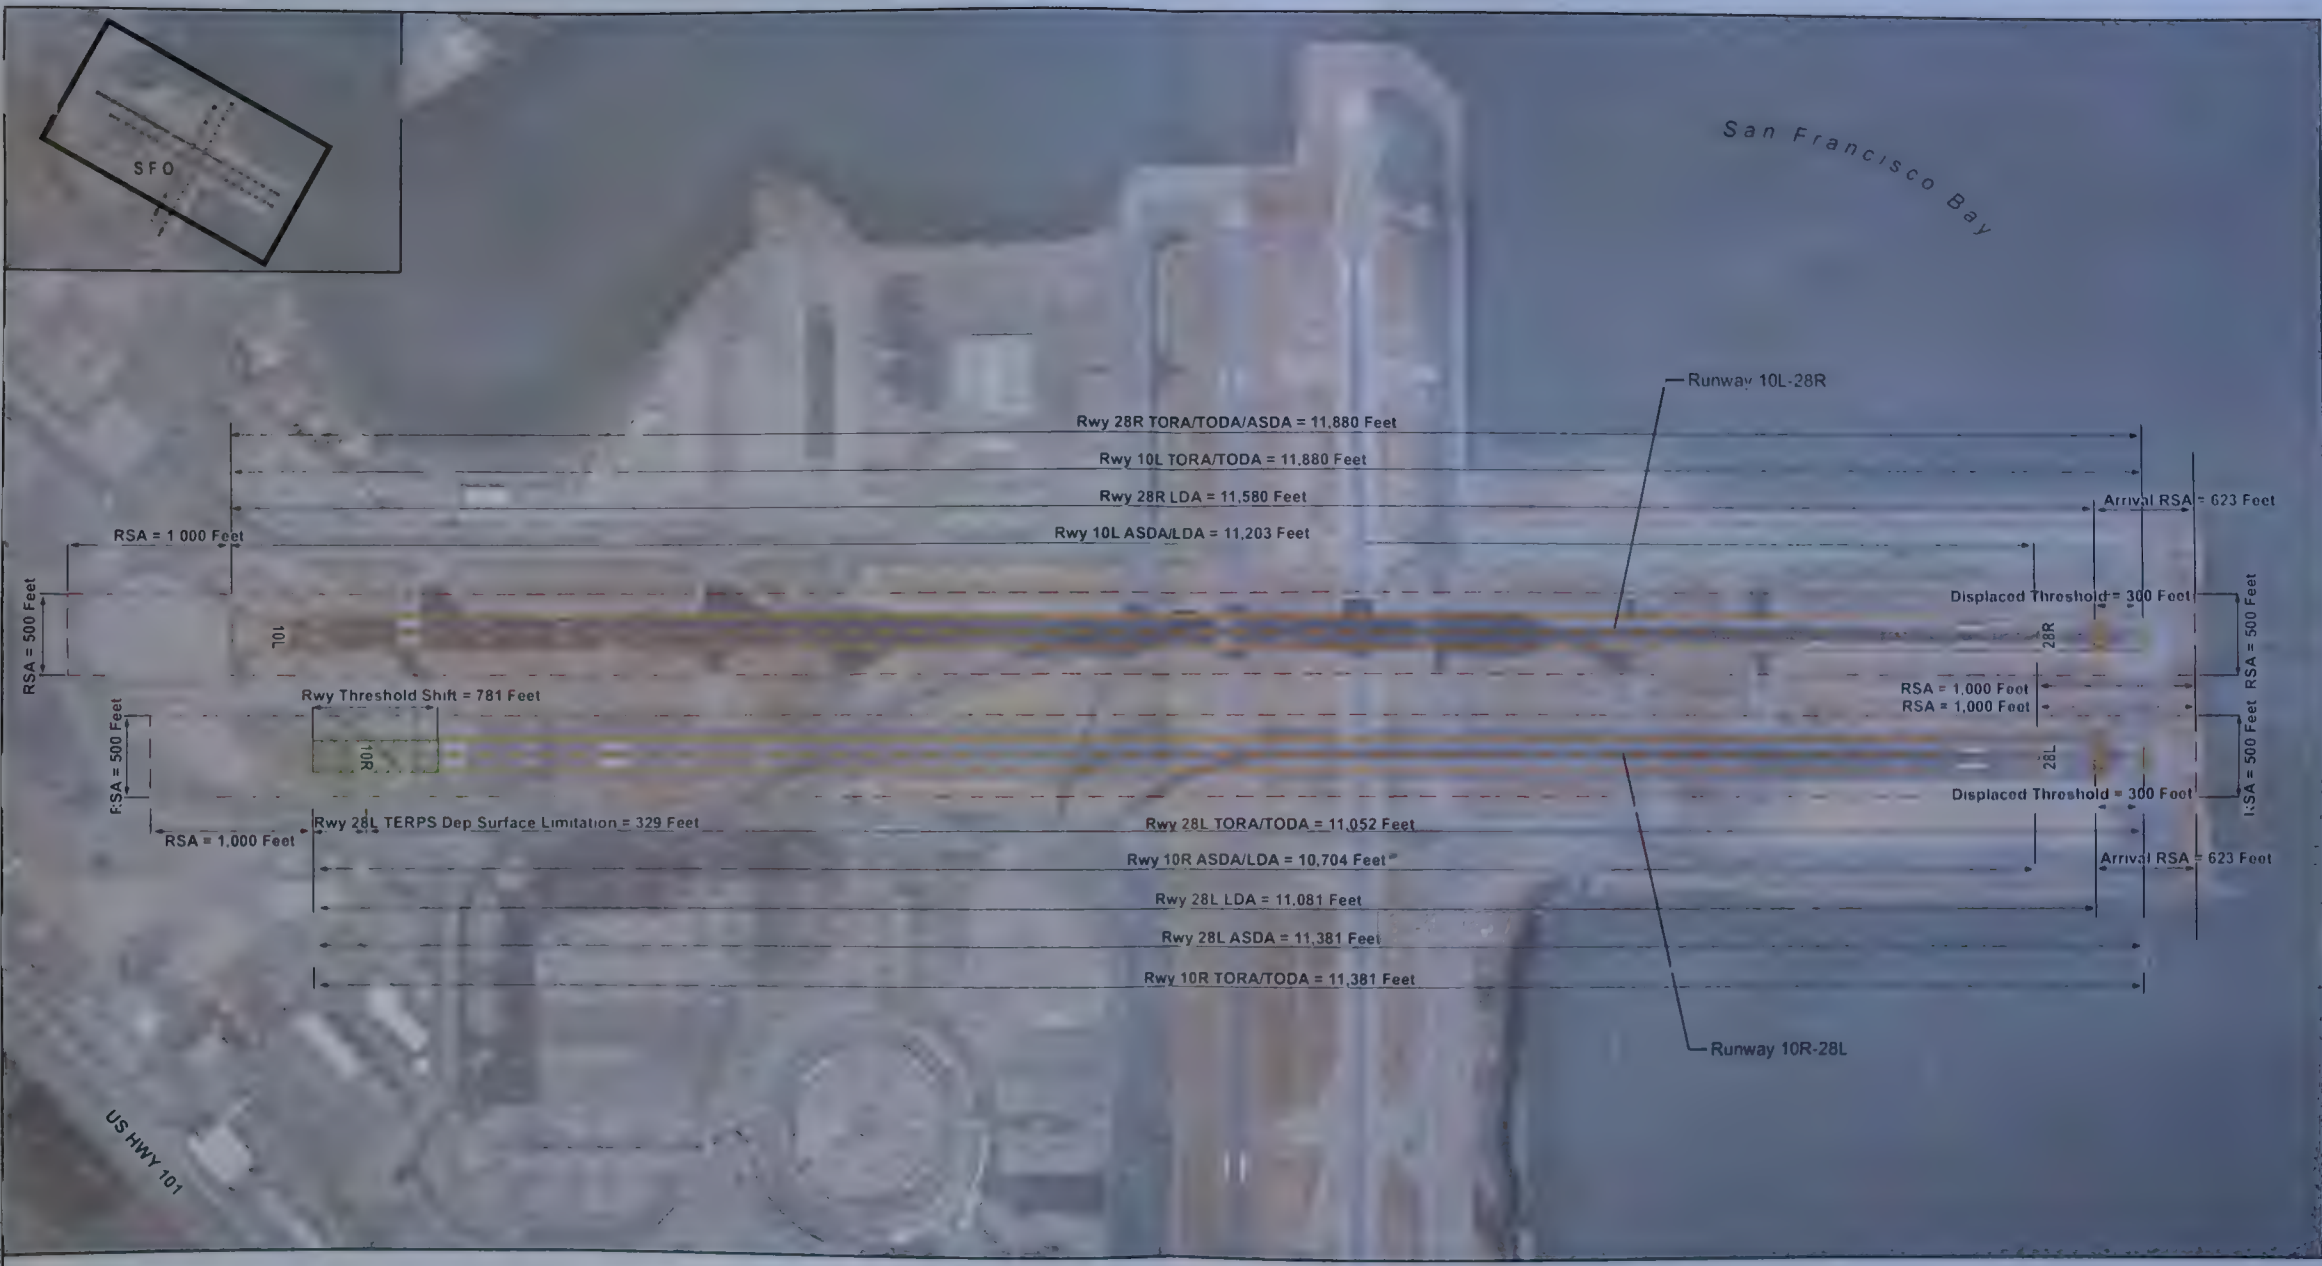 SFO
San Francisco Bay
Runway 10L-28R
Rwy 28R TORA/TODA/ASDA = 11,880 Feet
Rwy 10L TORA/TODA = 11,880 Feet
Rwy 28R LDA = 11,580 Feet
Arrival RSA = 623 Feet
RSA = 1 000 Feet
Rwy 10L ASDA/LDA = 11,203 Feet
RSA = 500 Feet
Displaced Threshold = 300 Feet
RSA = 500 Feet
10L
28R
RSA = 1,000 Feet
Rwy Threshold Shift = 781 Feet
RSA = 1,000 Feet
RSA = 500 Feet
10R
28L
RSA = 500 Feet
Displaced Threshold = 300 Feet
Rwy 28L TERPS Dep Surface Limitation = 329 Feet
Rwy 28L TORA/TODA = 11,052 Feet
RSA = 1,000 Feet
Rwy 10R ASDA/LDA = 10,704 Feet
Arrival RSA = 623 Feet
Rwy 28L LDA = 11.081 Feet
Rwy 28L ASDA = 11,381 Feet
Rwy 10R TORA/TODA = 11,381 Feet
Runway 10R-28L
US HWY 101